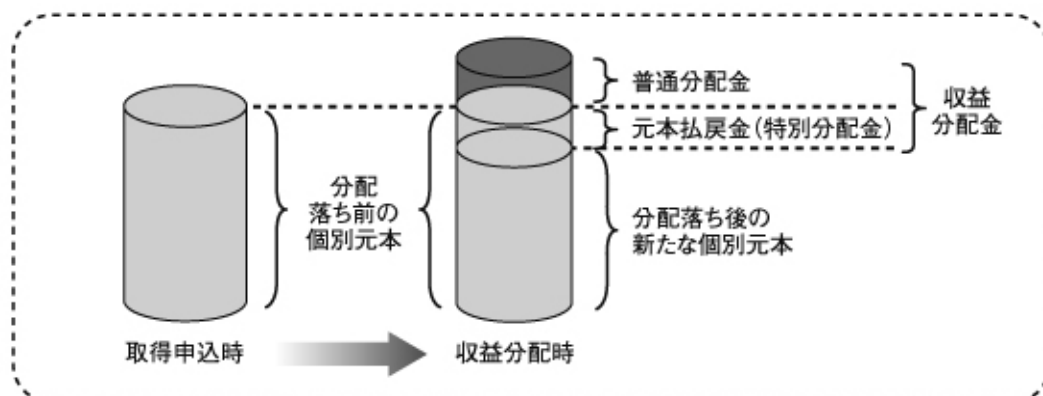 普通分配金
収益
分配金
元本払戻金（特別分配金）
分配
落ち前の
個別元本
分配落ち後の
新たな個別元本
取得申込時
収益分配時